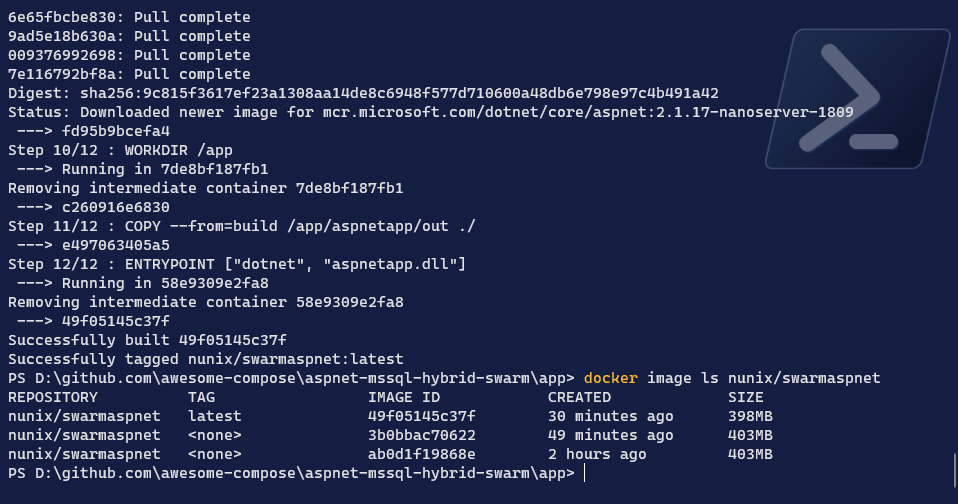 6e65fbcbe830: Pull complete
9ad5e18b630a: Pull complete
009376992698: Pull complete
7e116792bf8a: Pull complete
Digest: sha256:9c815f3617ef23a1308aa14de8c6948f577d710600a48db6e798e97c4b491a42
Status: Downloaded newer image for mcr.microsoft.com/dotnet/core/aspnet:2.1.17-nanoserver-1809
 ---> fd95b9bcefa4
Step 10/12 : WORKDIR /app
 ---> Running in 7de8bf187fb1
Removing intermediate container 7de8bf187fb1
 ---> c260916e6830
Step 11/12 : COPY --from=build /app/aspnetapp/out ./
 ---> e497063405a5
Step 12/12 : ENTRYPOINT ["dotnet", "aspnetapp.dll"]
 ---> Running in 58e9309e2fa8
Removing intermediate container 58e9309e2fa8
 ---> 49f05145c37f
Successfully built 49f05145c37f
Successfully tagged nunix/swarmaspnet:latest
PS D:\github.com\awesome-compose\aspnet-mssql-hybrid-swarm\app> docker image ls nunix/swarmaspnet
REPOSITORY TAG IMAGE ID CREATED SIZE
nunix/swarmaspnet latest 49f05145c37f 30 minutes ago 398MB
nunix/swarmaspnet <none> 3b0bbac70622 49 minutes ago 403MB
nunix/swarmaspnet <none> ab0d1f19868e 2 hours ago 403MB
PS D:\github.com\awesome-compose\aspnet-mssql-hybrid-swarm\app>